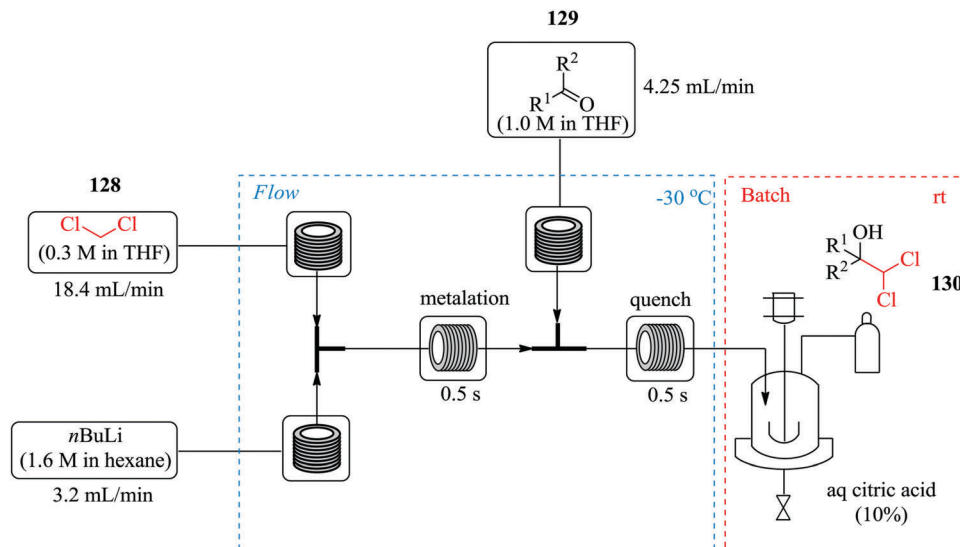 129
R²
R¹
O
(1.0 M in THF)
4.25 mL/min
128
Cl Cl
(0.3 M in THF)
18.4 mL/min
Flow
-30 °C
Batch
rt
R¹ OH
R² Cl
Cl
130
metalation
0.5 s
quench
0.5 s
nBuLi
(1.6 M in hexane)
3.2 mL/min
aq citric acid
(10%)